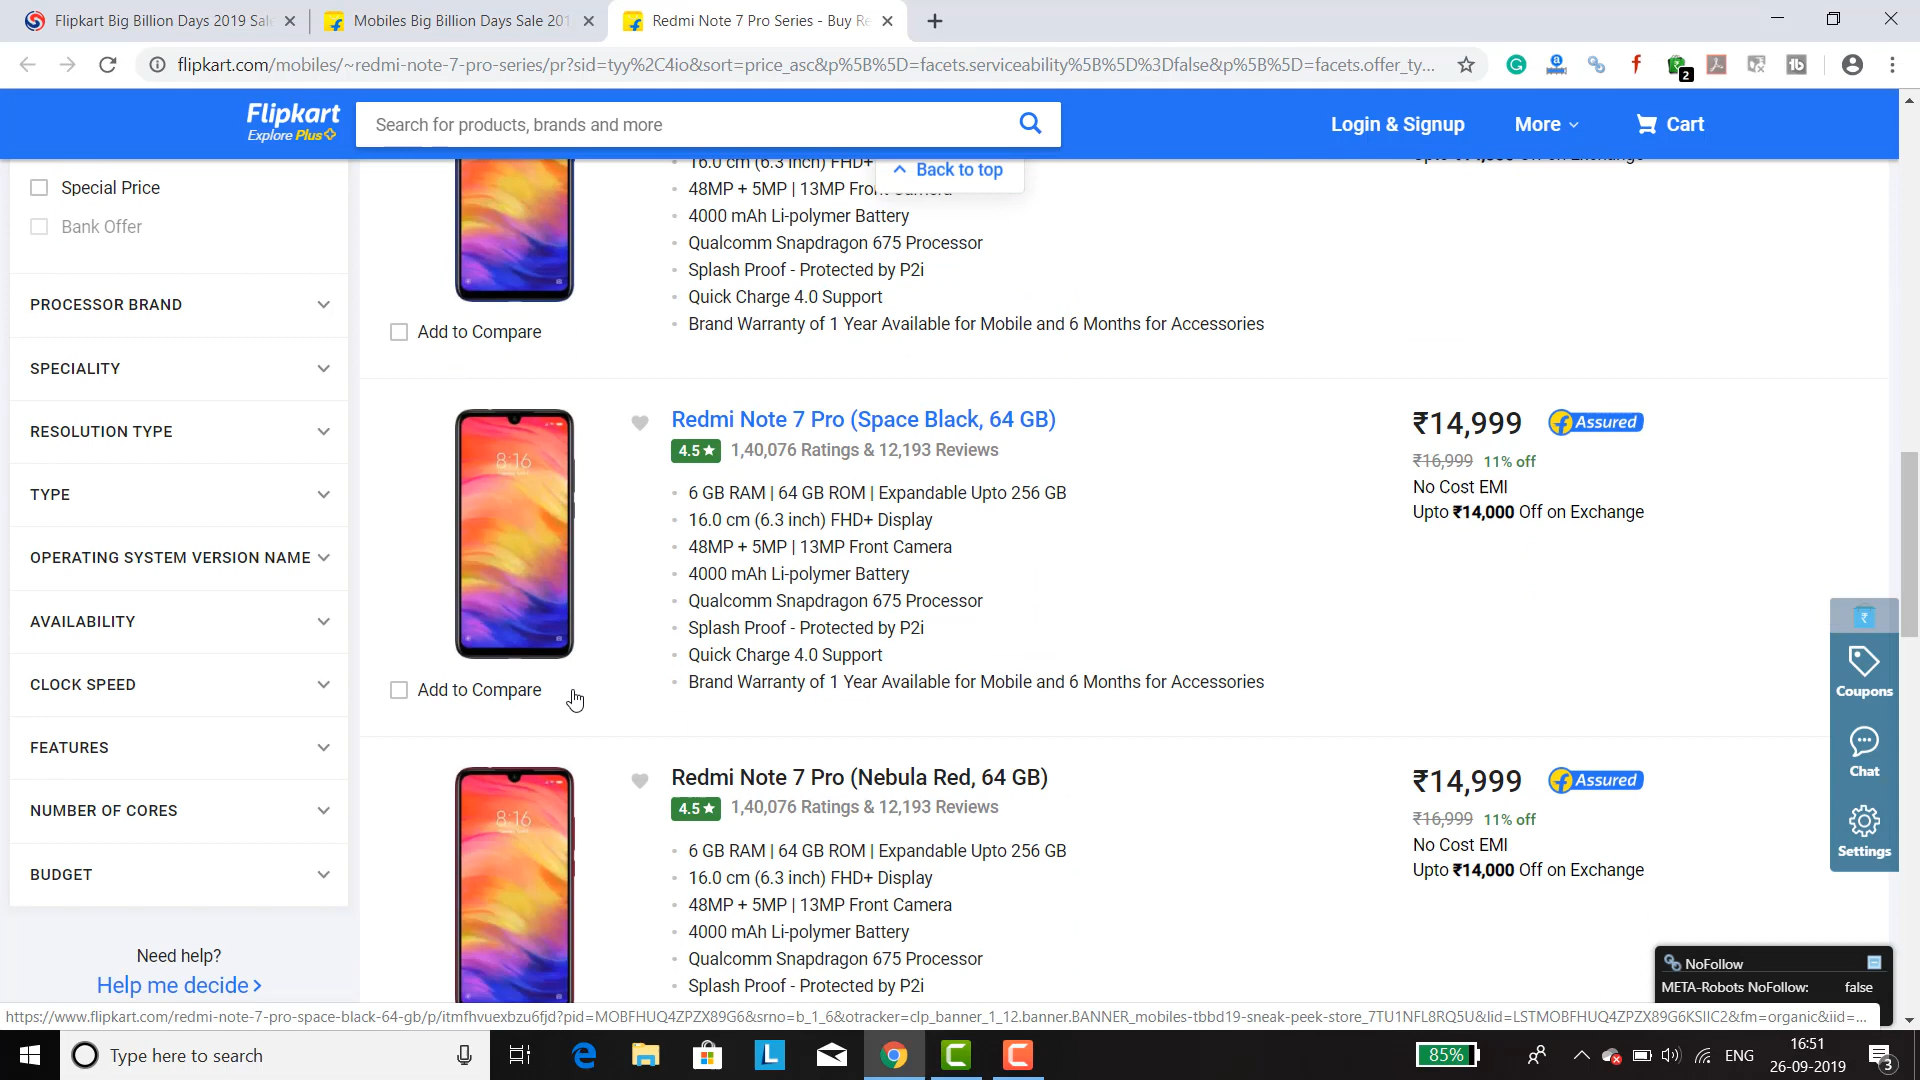 Flipkart Big Billion Days 2019 Sal
Mobiles Big Billion Days Sale 201
Redmi Note 7 Pro Series - Buy Re
flipkart.com/mobiles/~redmi-note-7-pro-series/pr?sid=tyy%2C4io&sort=price_asc&p%5B%5D=facets.serviceability%5B%5D%3Dfalse&p%5B%5D=facets.offer_ty...
2
Flipkart
Explore Plus
Search for products, brands and more
Login & Signup
More
Cart
Back to top
Special Price
Bank Offer
PROCESSOR BRAND
SPECIALITY
RESOLUTION TYPE
TYPE
OPERATING SYSTEM VERSION NAME
AVAILABILITY
CLOCK SPEED
FEATURES
NUMBER OF CORES
BUDGET
Need help?
Help me decide
16.0 cm (6.3 inch) FHD+
48MP + 5MP | 13MP Front Camera
4000 mAh Li-polymer Battery
Qualcomm Snapdragon 675 Processor
Splash Proof - Protected by P2i
Quick Charge 4.0 Support
Brand Warranty of 1 Year Available for Mobile and 6 Months for Accessories
Add to Compare
8:16
Redmi Note 7 Pro (Space Black, 64 GB)
4.5★ 1,40,076 Ratings & 12,193 Reviews
6 GB RAM | 64 GB ROM | Expandable Upto 256 GB
16.0 cm (6.3 inch) FHD+ Display
48MP + 5MP | 13MP Front Camera
4000 mAh Li-polymer Battery
Qualcomm Snapdragon 675 Processor
Splash Proof - Protected by P2i
Quick Charge 4.0 Support
Brand Warranty of 1 Year Available for Mobile and 6 Months for Accessories
₹14,999 Assured
₹16,999 11% off
No Cost EMI
Upto ₹14,000 Off on Exchange
Add to Compare
8:16
Redmi Note 7 Pro (Nebula Red, 64 GB)
4.5★ 1,40,076 Ratings & 12,193 Reviews
6 GB RAM | 64 GB ROM | Expandable Upto 256 GB
16.0 cm (6.3 inch) FHD+ Display
48MP + 5MP | 13MP Front Camera
4000 mAh Li-polymer Battery
Qualcomm Snapdragon 675 Processor
Splash Proof - Protected by P2i
₹14,999 Assured
₹16,999 11% off
No Cost EMI
Upto ₹14,000 Off on Exchange
₹
Coupons
Chat
Settings
NoFollow
META-Robots NoFollow: false
https://www.flipkart.com/redmi-note-7-pro-space-black-64-gb/p/itmfhvuexbzu6fjd?pid=MOBFHUQ4ZPZX89G6&srno=b_1_6&otracker=clp_banner_1_12.banner.BANNER_mobiles-tbbd19-sneak-peek-store_7TU1NFL8RQ5U&lid=LSTMOBFHUQ4ZPZX89G6KSIIC2&fm=organic&iid=...
Type here to search
85%
ENG
16:51
26-09-2019
3